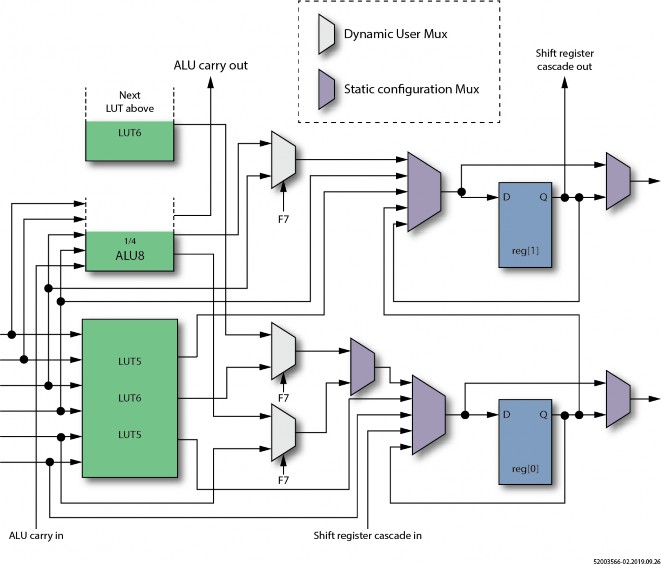 Dynamic User Mux
Static configuration Mux
ALU carry out
Shift register
cascade out
Next
LUT above
LUT6
F7
1/4
ALU8
D
Q
reg[1]
LUT5
LUT6
LUT5
F7
F7
D
Q
reg[0]
ALU carry in
Shift register cascade in
52003566-02.2019.09.26